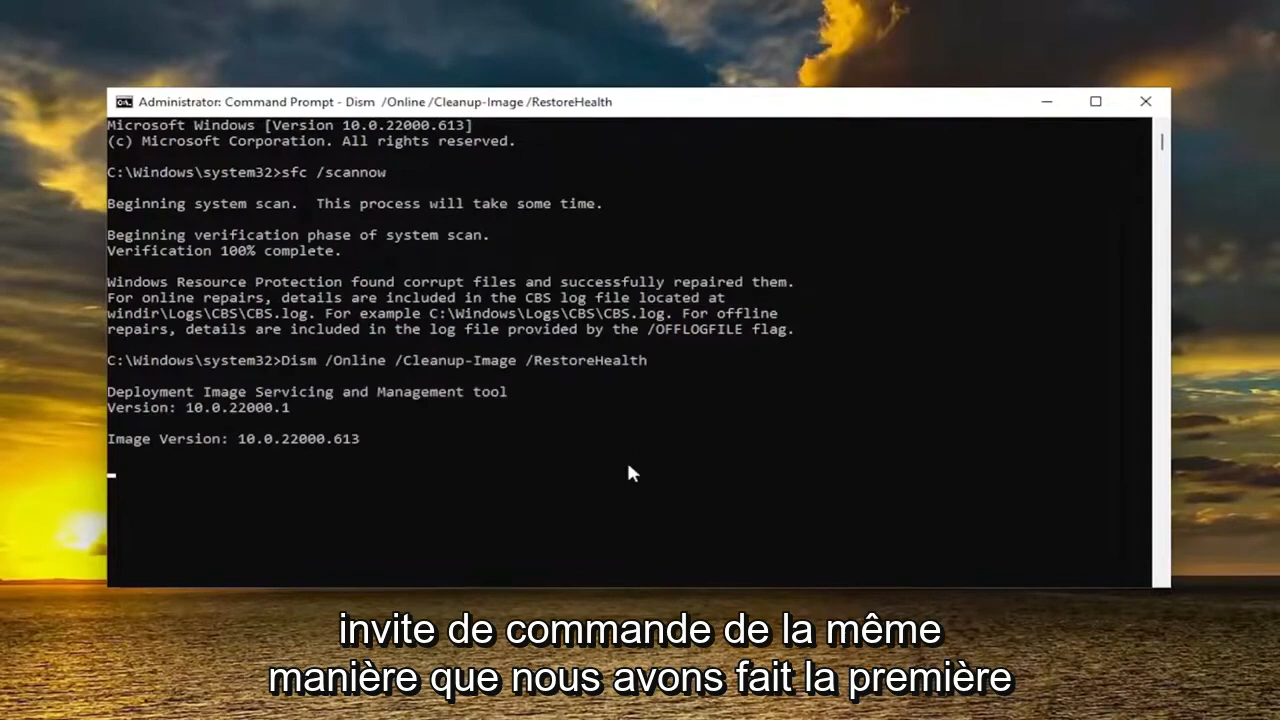 Administrator: Command Prompt - Dism /Online /Cleanup-Image /RestoreHealth
Microsoft Windows [Version 10.0.22000.613]
(c) Microsoft Corporation. All rights reserved.
C:\Windows\system32>sfc /scannow
Beginning system scan.  This process will take some time.
Beginning verification phase of system scan.
Verification 100% complete.
Windows Resource Protection found corrupt files and successfully repaired them.
For online repairs, details are included in the CBS log file located at
windir\Logs\CBS\CBS.log. For example C:\Windows\Logs\CBS\CBS.log. For offline
repairs, details are included in the log file provided by the /OFFLOGFILE flag.
C:\Windows\system32>Dism /Online /Cleanup-Image /RestoreHealth
Deployment Image Servicing and Management tool
Version: 10.0.22000.1
Image Version: 10.0.22000.613
invite de commande de la même
manière que nous avons fait la première